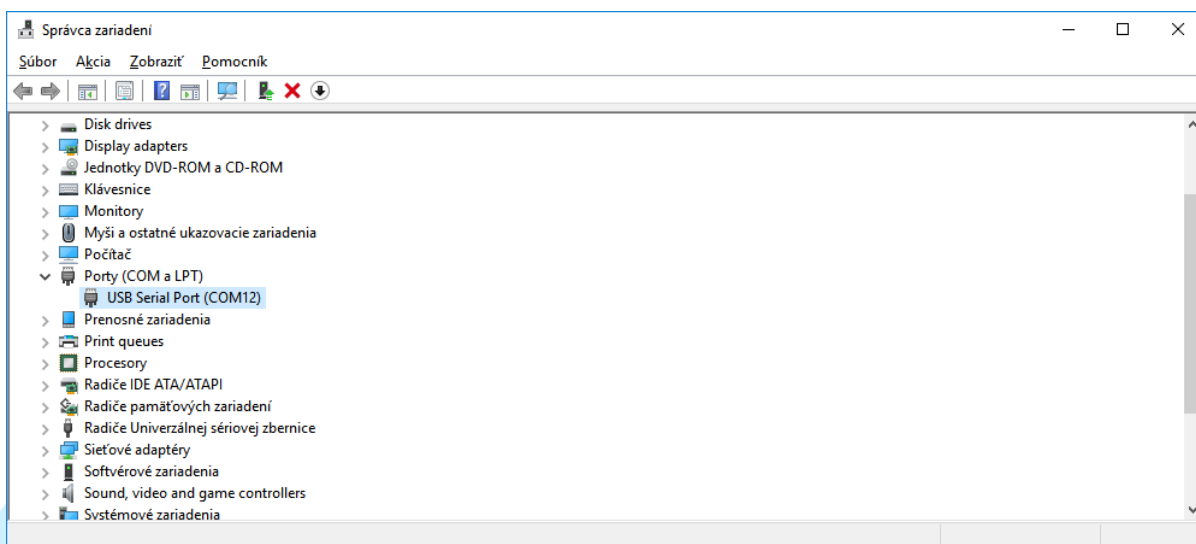 Správca zariadení
Súbor Akcia Zobraziť Pomocník
Disk drives
Display adapters
Jednotky DVD-ROM a CD-ROM
Klávesnice
Monitory
Myši a ostatné ukazovacie zariadenia
Počítač
Porty (COM a LPT)
USB Serial Port (COM12)
Prenosné zariadenia
Print queues
Procesory
Radiče IDE ATA/ATAPI
Radiče pamäťových zariadení
Radiče Univerzálnej sériovej zbernice
Sieťové adaptéry
Softvérové zariadenia
Sound, video and game controllers
Systémové zariadenia